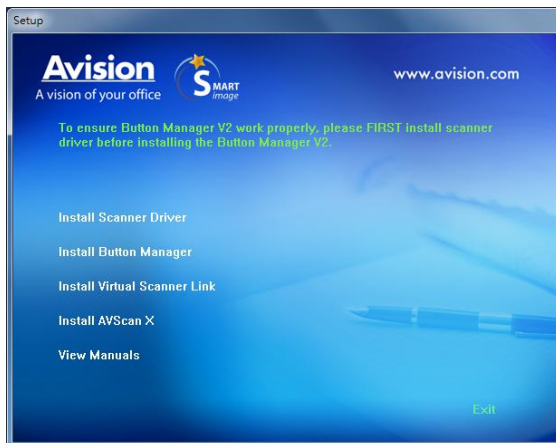 Setup
Avision
A vision of your office
SMART
image
www.avision.com
To ensure Button Manager V2 work properly, please FIRST install scanner
driver before installing the Button Manager V2.
Install Scanner Driver
Install Button Manager
Install Virtual Scanner Link
Install AVScan X
View Manuals
Exit